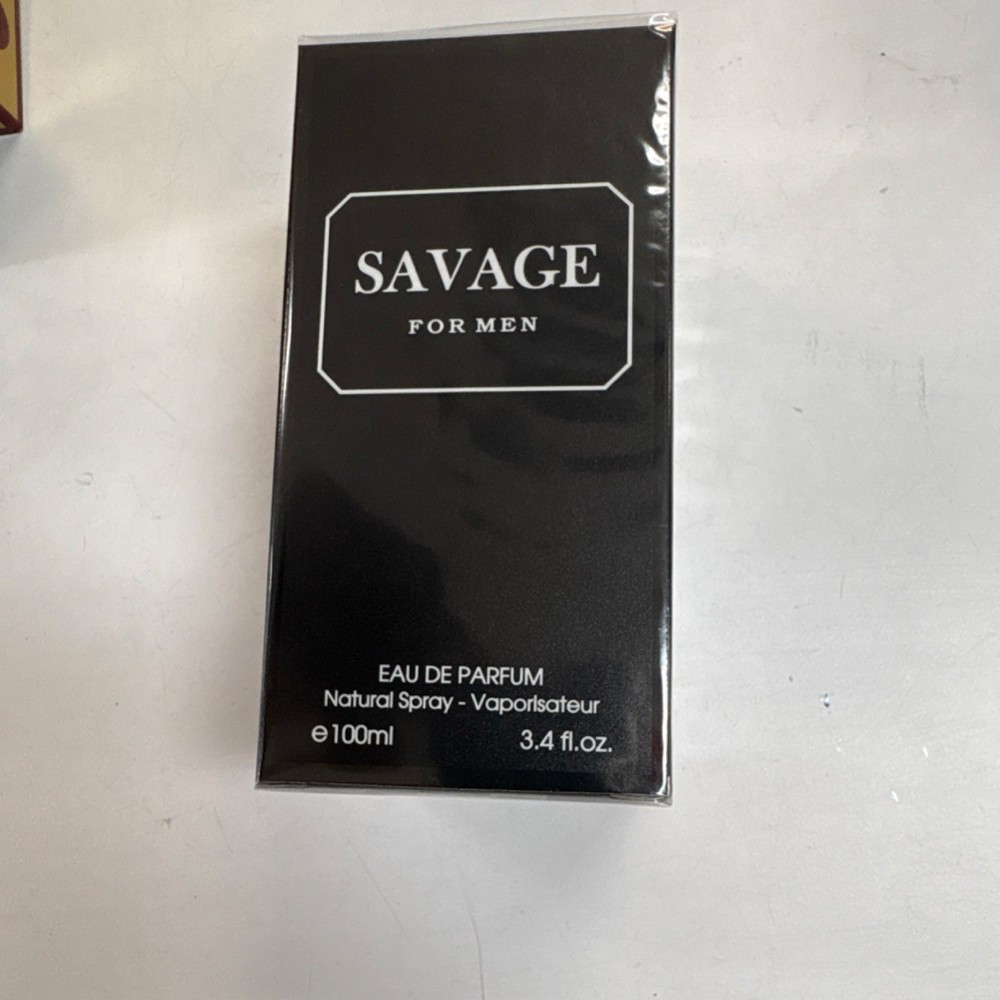 SAVAGE
FOR MEN
EAU DE PARFUM
Natural Spray - Vaporisateur
℮100ml 3.4 fl.oz.